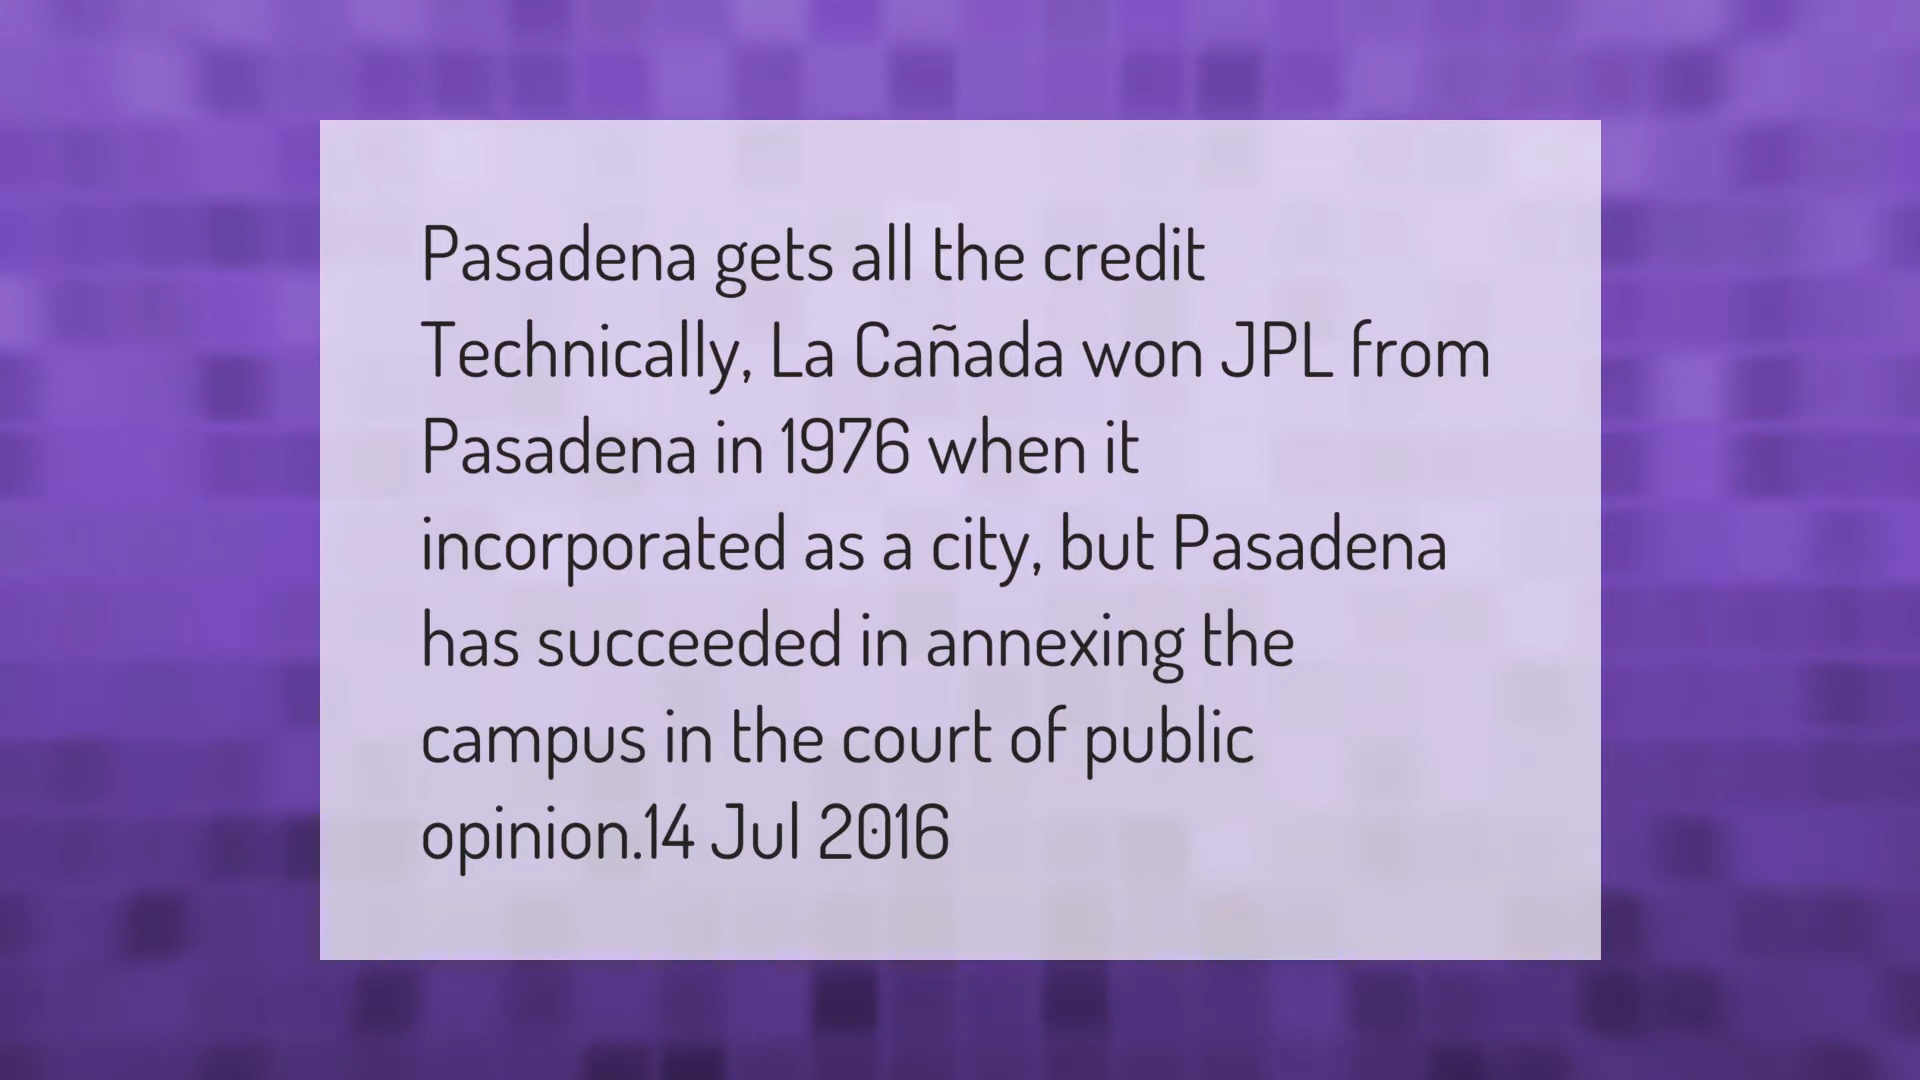 Pasadena gets all the credit
Technically, La Cañada won JPL from
Pasadena in 1976 when it
incorporated as a city, but Pasadena
has succeeded in annexing the
campus in the court of public
opinion.14 Jul 2016